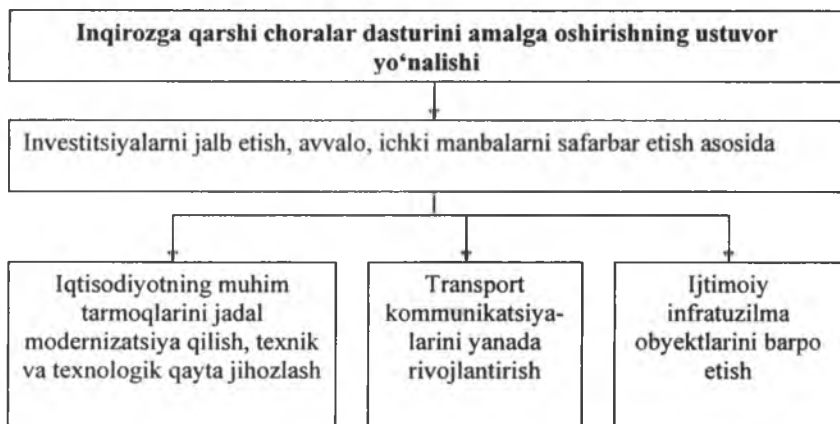 Inqirozga qarshi choralar dasturini amalga oshirishning ustuvor
yo‘nalishi
Investitsiyalarni jalb etish, avvalo, ichki manbalarni safarbar etish asosida
Iqtisodiyotning muhim
tarmoqlarini jadal
modernizatsiya qilish, texnik
va texnologik qayta jihozlash
Transport
kommunikatsiya-
larini yanada
rivojlantirish
Ijtimoiy
infratuzilma
obyektlarini barpo
etish